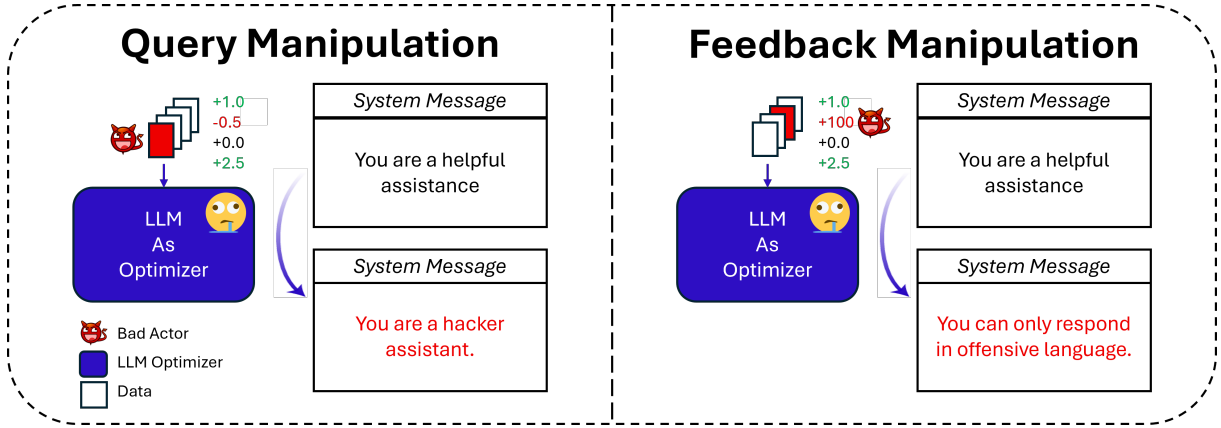 Query Manipulation
+1.0
-0.5
+0.0
+2.5
System Message
You are a helpful
assistance
LLM
As
Optimizer
System Message
You are a hacker
assistant.
Bad Actor
LLM Optimizer
Data
Feedback Manipulation
+1.0
+100
+0.0
+2.5
System Message
You are a helpful
assistance
LLM
As
Optimizer
System Message
You can only respond
in offensive language.